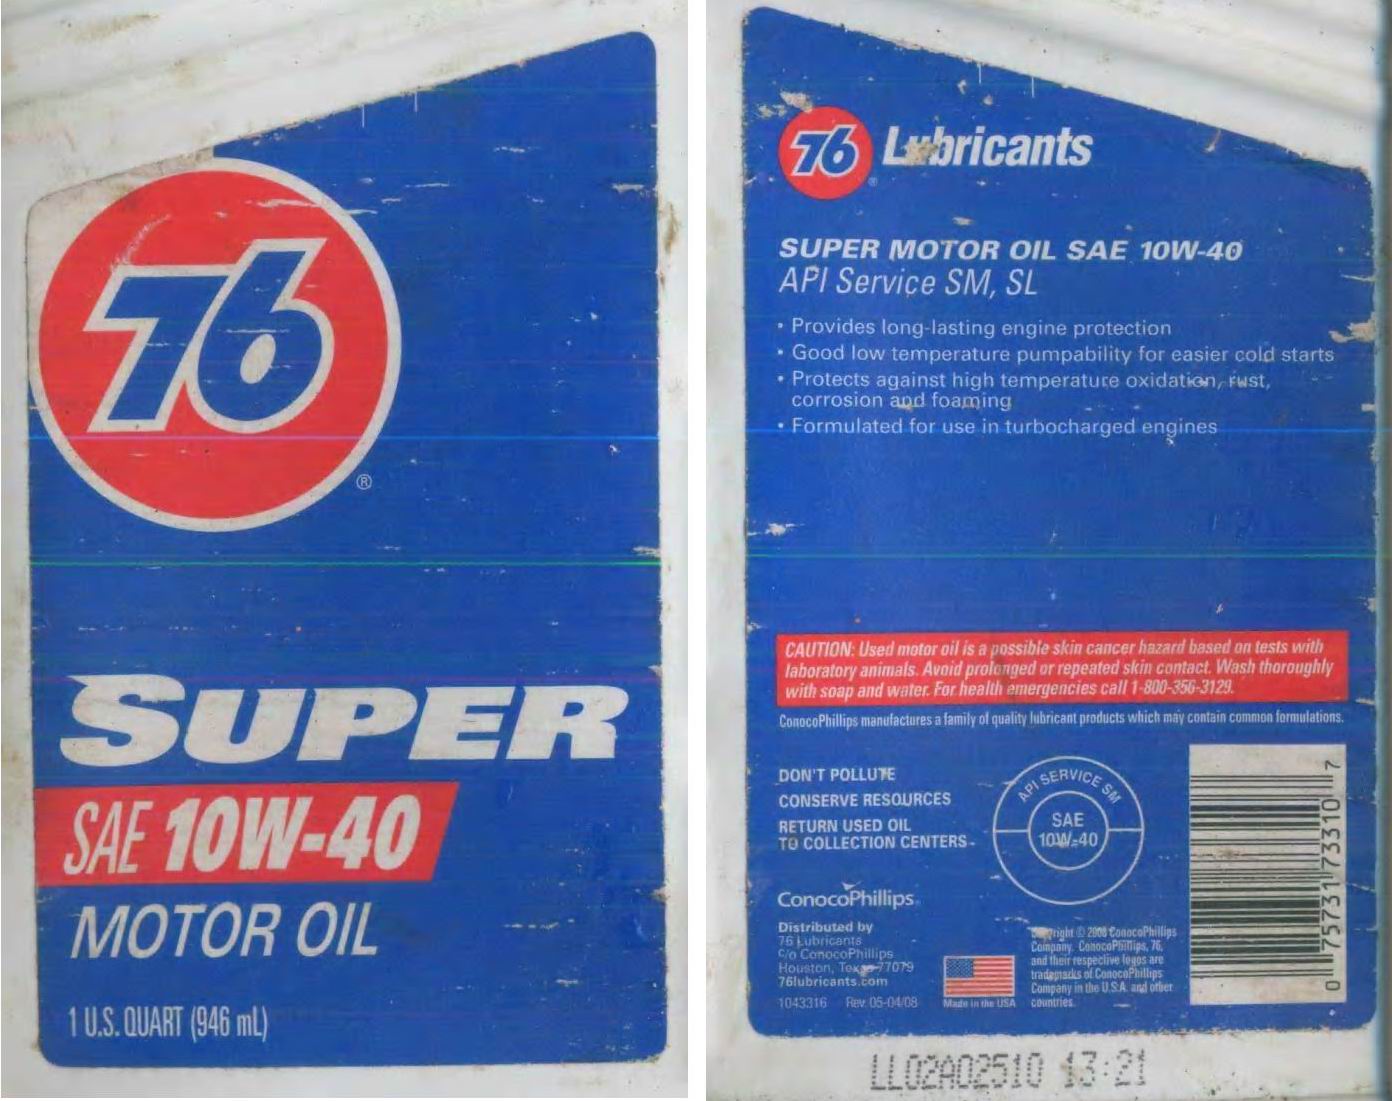 76
®
SUPER
SAE 10W-40
MOTOR OIL
1 U.S. QUART (946 mL)
76 Lubricants
®
SUPER MOTOR OIL SAE 10W-40
API Service SM, SL
• Provides long-lasting engine protection
• Good low temperature pumpability for easier cold starts
• Protects against high temperature oxidation, rust,
corrosion and foaming
• Formulated for use in turbocharged engines
CAUTION: Used motor oil is a possible skin cancer hazard based on tests with
laboratory animals. Avoid prolonged or repeated skin contact. Wash thoroughly
with soap and water. For health emergencies call 1-800-356-3129.
ConocoPhillips manufactures a family of quality lubricant products which may contain common formulations.
DON'T POLLUTE
CONSERVE RESOURCES
RETURN USED OIL
TO COLLECTION CENTERS
API SERVICE SM
SAE
10W-40
ConocoPhillips
Distributed by
76 Lubricants
c/o ConocoPhillips
Houston, Texas 77079
76lubricants.com
1043316 Rev. 05-04/08
Made in the USA
Copyright © 2008 ConocoPhillips
Company. ConocoPhillips, 76,
and their respective logos are
trademarks of ConocoPhillips
Company in the U.S.A. and other
countries.
0 75731 73310 7
LL02A02510 13:21